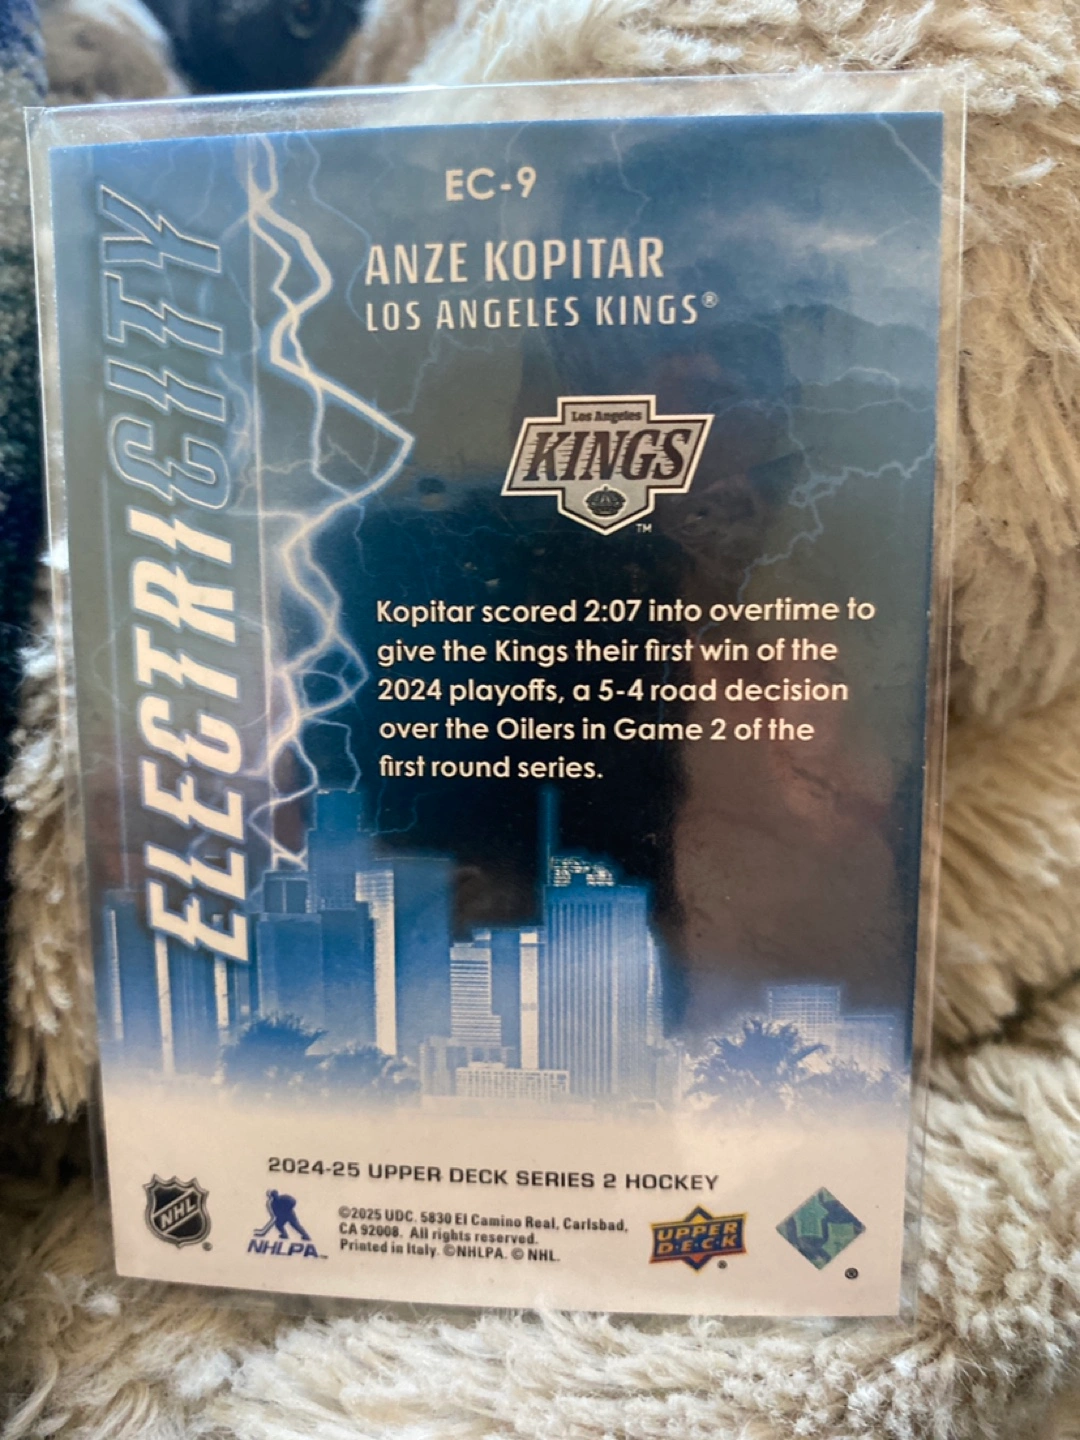 EC-9
ANZE KOPITAR
LOS ANGELES KINGS®
ELECTRICITY
Los Angeles
KINGS
TM
Kopitar scored 2:07 into overtime to
give the Kings their first win of the
2024 playoffs, a 5-4 road decision
over the Oilers in Game 2 of the
first round series.
2024-25 UPPER DECK SERIES 2 HOCKEY
NHL
®
NHLPA™
©2025 UDC. 5830 El Camino Real, Carlsbad,
CA 92008. All rights reserved.
Printed in Italy. ©NHLPA. © NHL.
UPPER
D·E·C·K
®
®